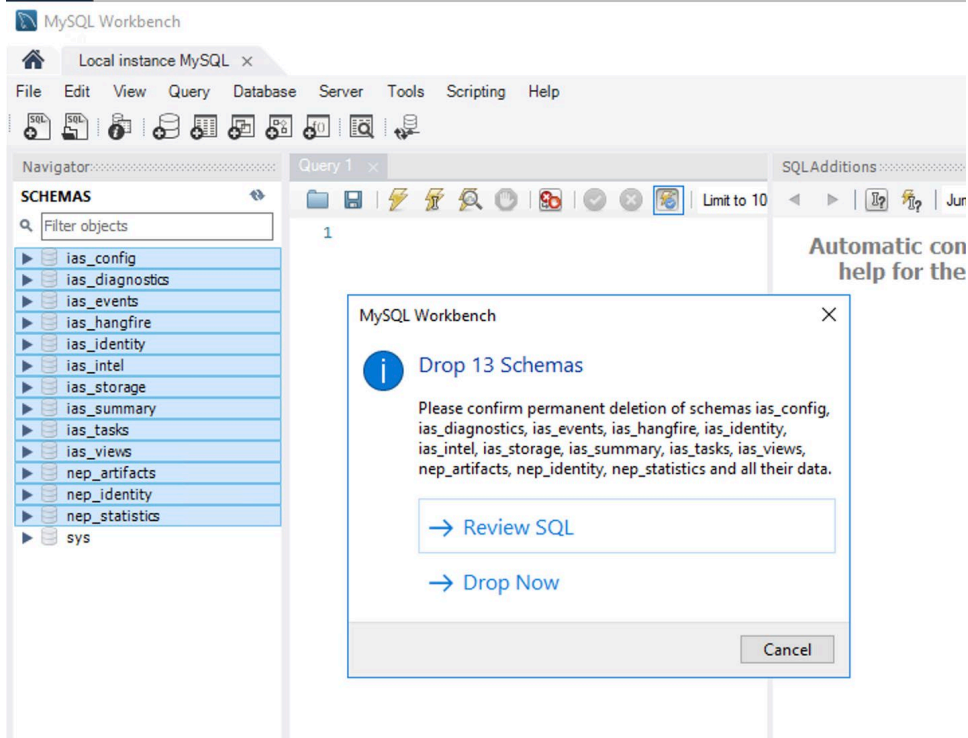 MySQL Workbench
Local instance MySQL ×
File Edit View Query Database Server Tools Scripting Help
Navigator
Query 1 ×
SQLAdditions
SCHEMAS
Limit to 10
Filter objects
1
Automatic
help for the
ias_config
ias_diagnostics
ias_events
ias_hangfire
ias_identity
ias_intel
ias_storage
ias_summary
ias_tasks
ias_views
nep_artifacts
nep_identity
nep_statistics
sys
MySQL Workbench
Drop 13 Schemas
Please confirm permanent deletion of schemas ias_config,
ias_diagnostics, ias_events, ias_hangfire, ias_identity,
ias_intel, ias_storage, ias_summary, ias_tasks, ias_views,
nep_artifacts, nep_identity, nep_statistics and all their data.
→ Review SQL
→ Drop Now
Cancel